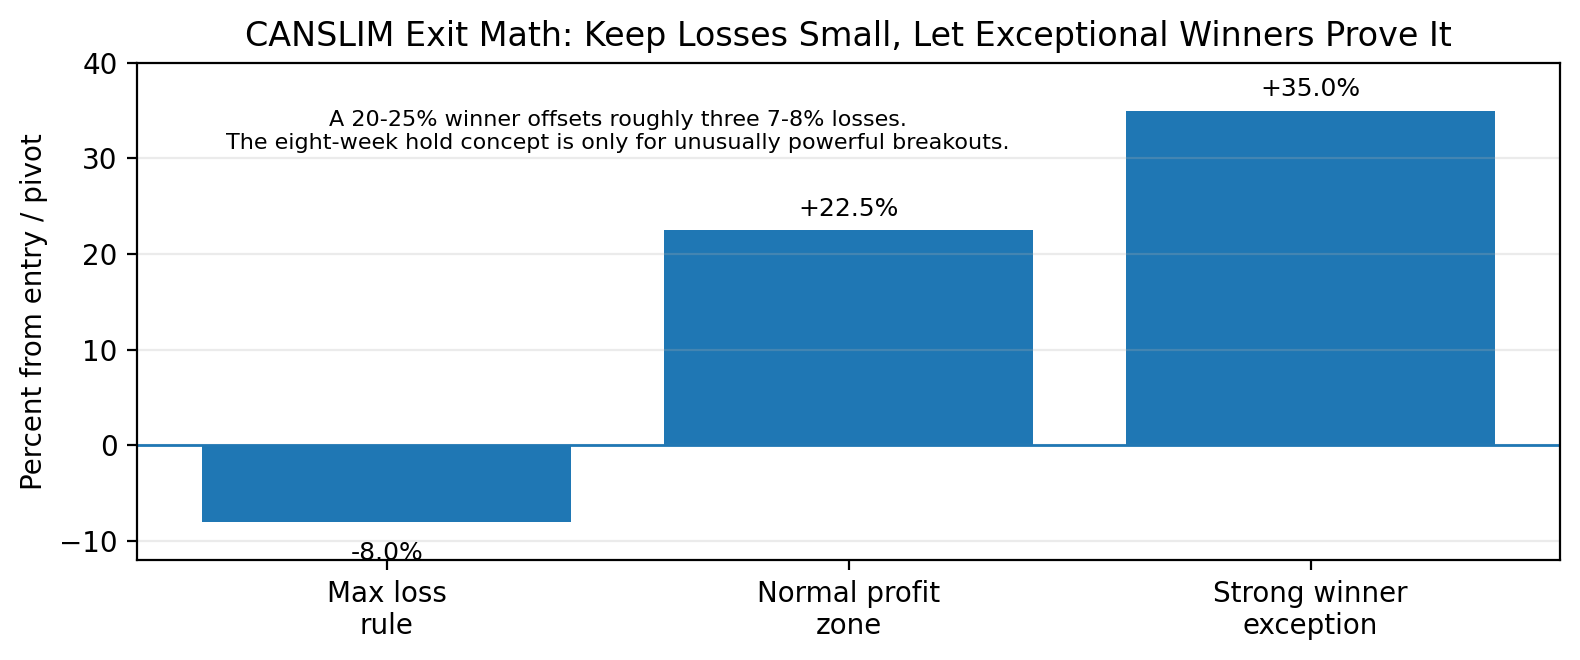 CANSLIM Exit Math: Keep Losses Small, Let Exceptional Winners Prove It
Percent from entry / pivot
40
30
20
10
0
−10
A 20-25% winner offsets roughly three 7-8% losses.
The eight-week hold concept is only for unusually powerful breakouts.
+35.0%
+22.5%
-8.0%
Max loss
rule
Normal profit
zone
Strong winner
exception